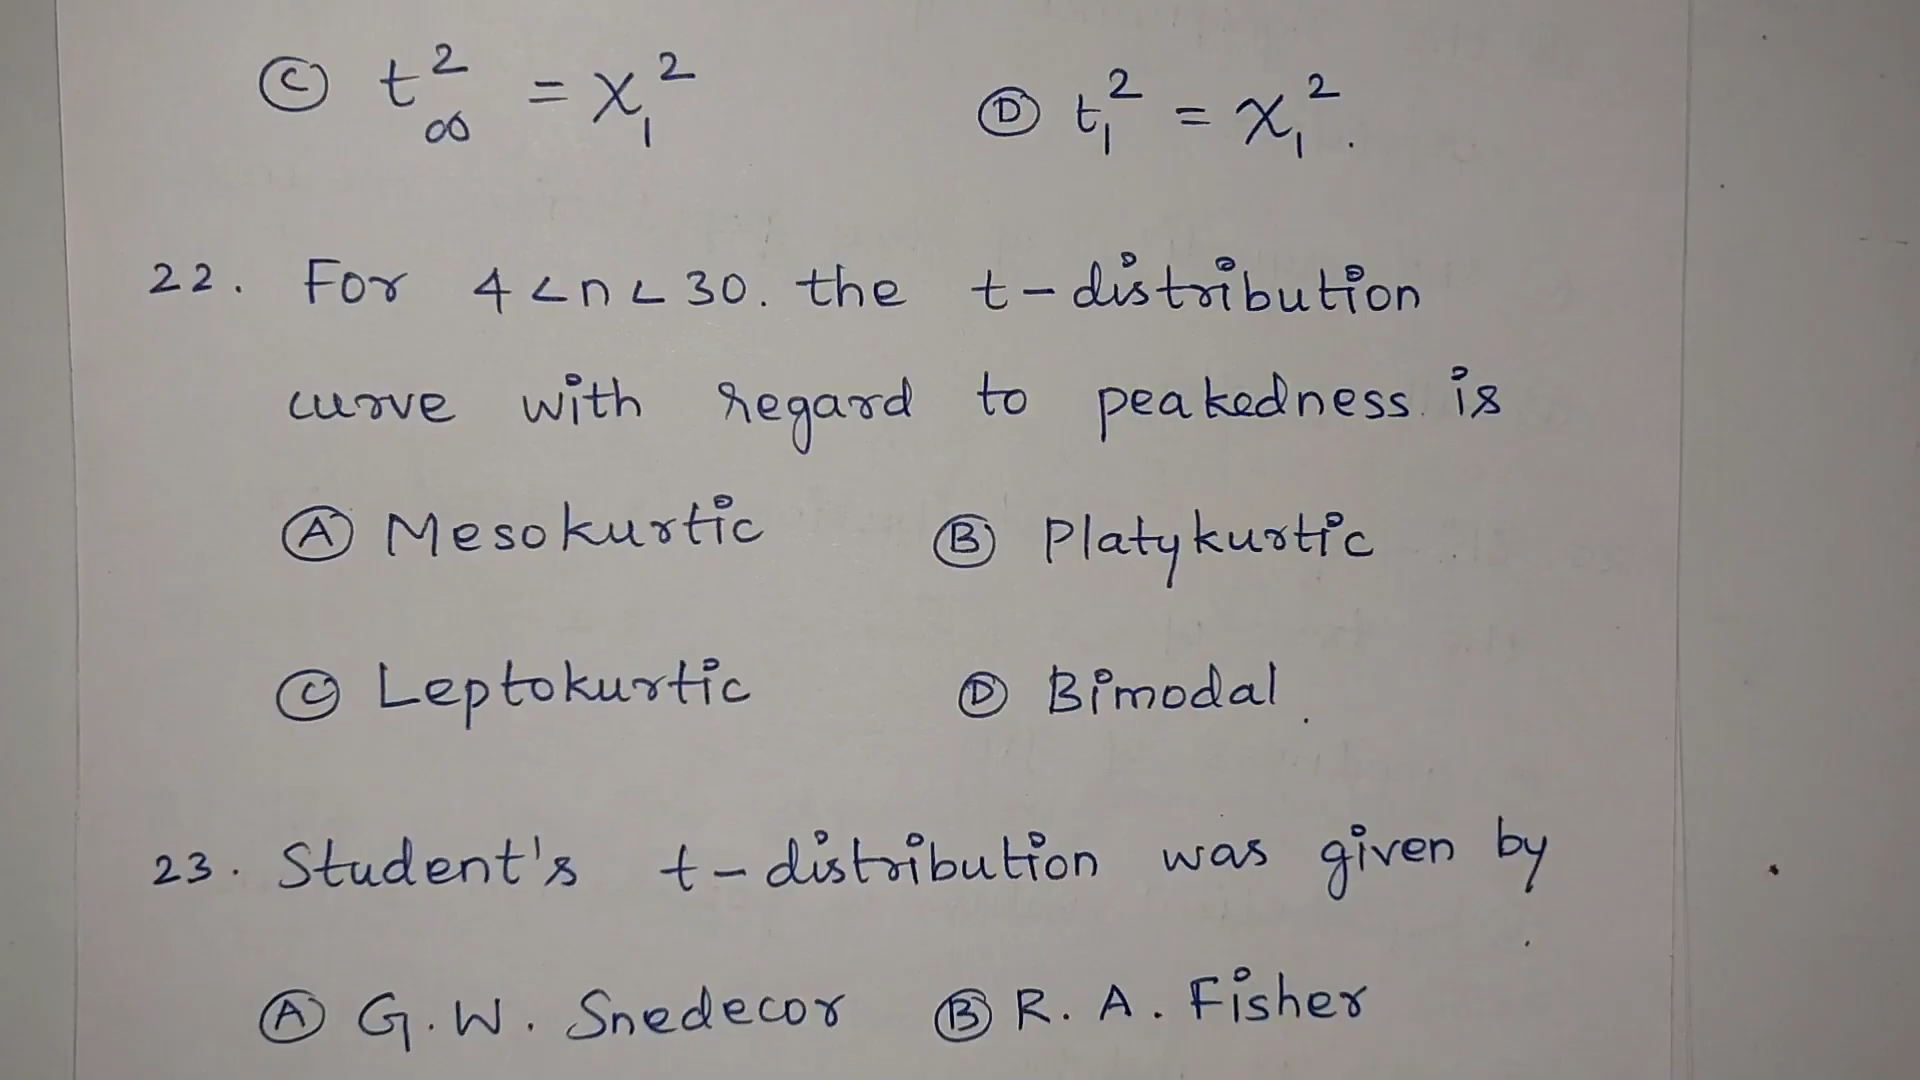 (C) t²∞ = χ₁² (D) t₁² = χ₁².
22. For 4 < n < 30. the t-distribution
curve with regard to peakedness is
(A) Mesokurtic (B) Platykurtic
(C) Leptokurtic (D) Bimodal.
23. Student's t-distribution was given by
(A) G. W. Snedecor (B) R. A. Fisher